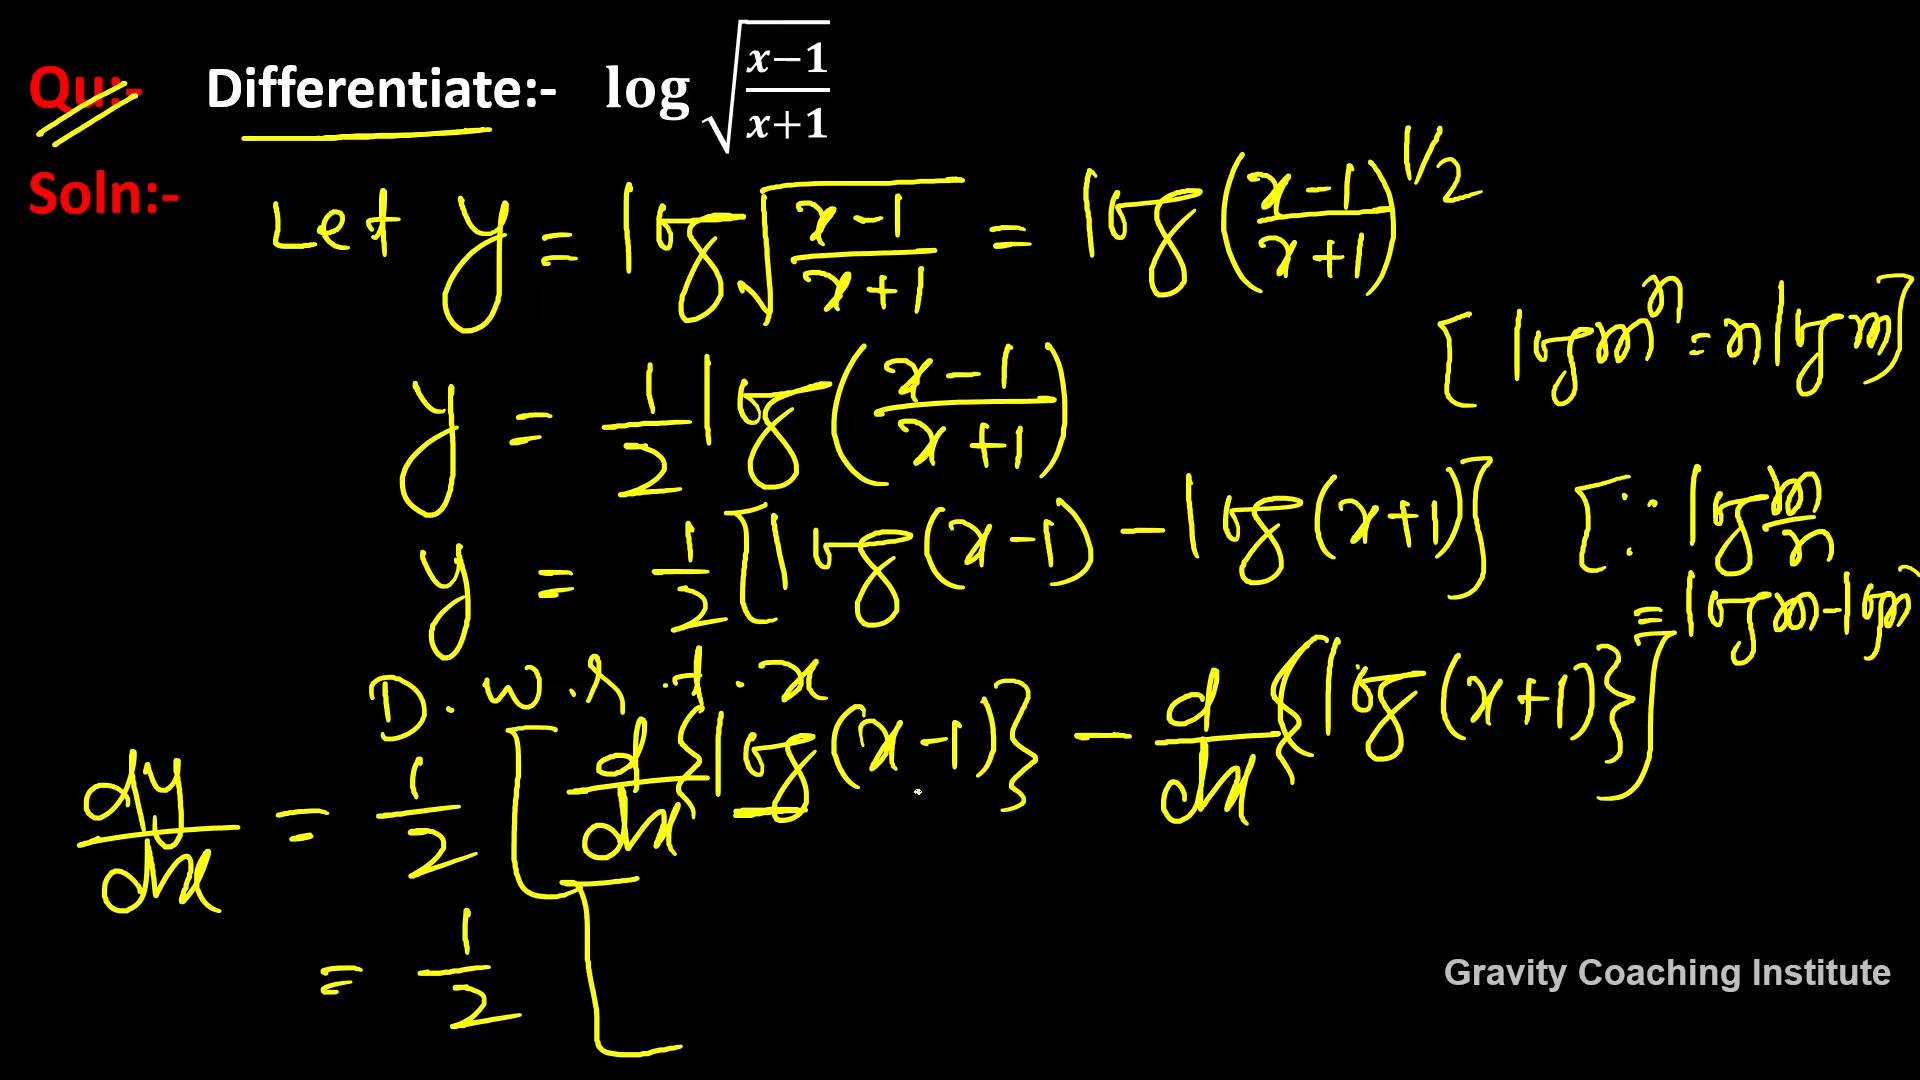 Qu:- Differentiate:- log √((x−1)/(x+1))
Soln:- Let y = log √((x−1)/(x+1)) = log ((x−1)/(x+1))^1/2
[log m^n = n log m]
y = 1/2 log ((x−1)/(x+1))
y = 1/2 [log (x−1) − log (x+1)] [∵ log m/n
= log m − log n]
D. w. r. t. x
dy/dx = 1/2 [d/dx {log (x−1)} − d/dx {log (x+1)}]
= 1/2 [
Gravity Coaching Institute